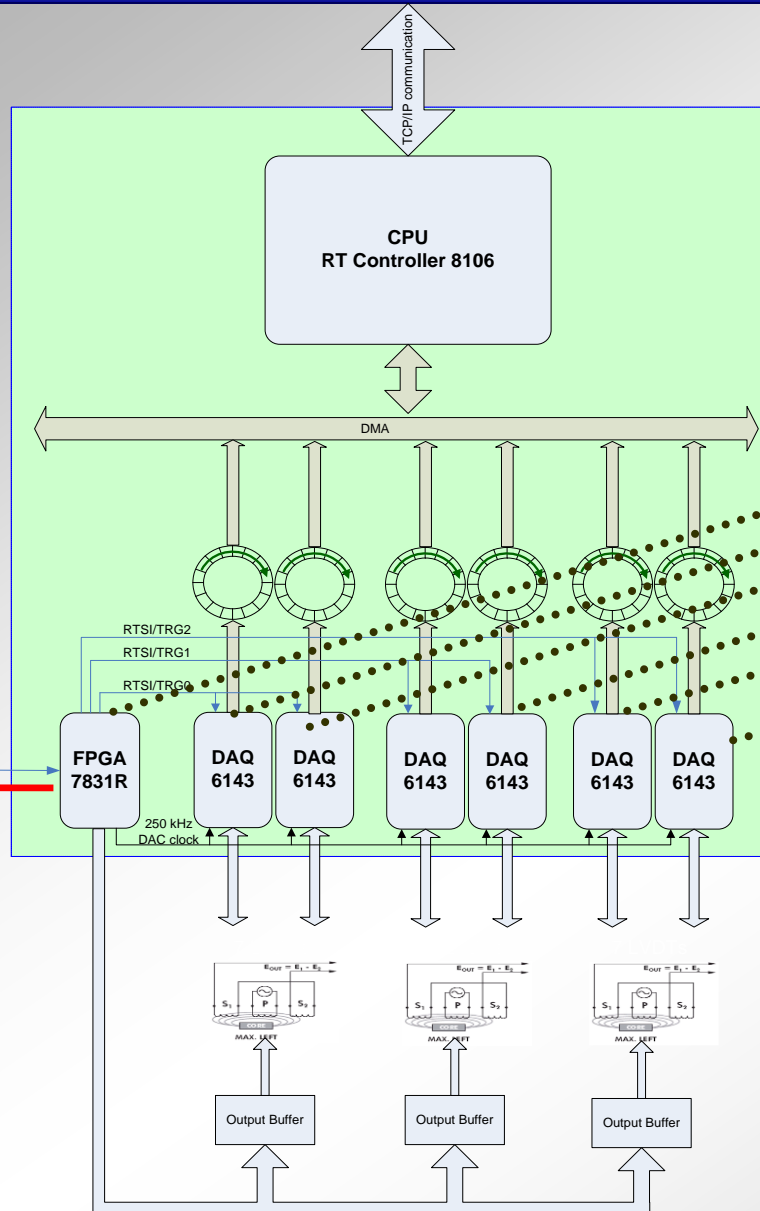 TCP/IP communication
CPU
RT Controller 8106
DMA
RTSI/TRG2
RTSI/TRG1
RTSI/TRG0
FPGA
7831R
DAQ
6143
DAQ
6143
DAQ
6143
DAQ
6143
DAQ
6143
DAQ
6143
250 kHz
DAC clock
EOUT = E1 - E2
S1 P S2
CORE
MAX. LEFT
EOUT = E1 - E2
S1 P S2
CORE
MAX. LEFT
EOUT = E1 - E2
S1 P S2
CORE
MAX. LEFT
Output Buffer
Output Buffer
Output Buffer